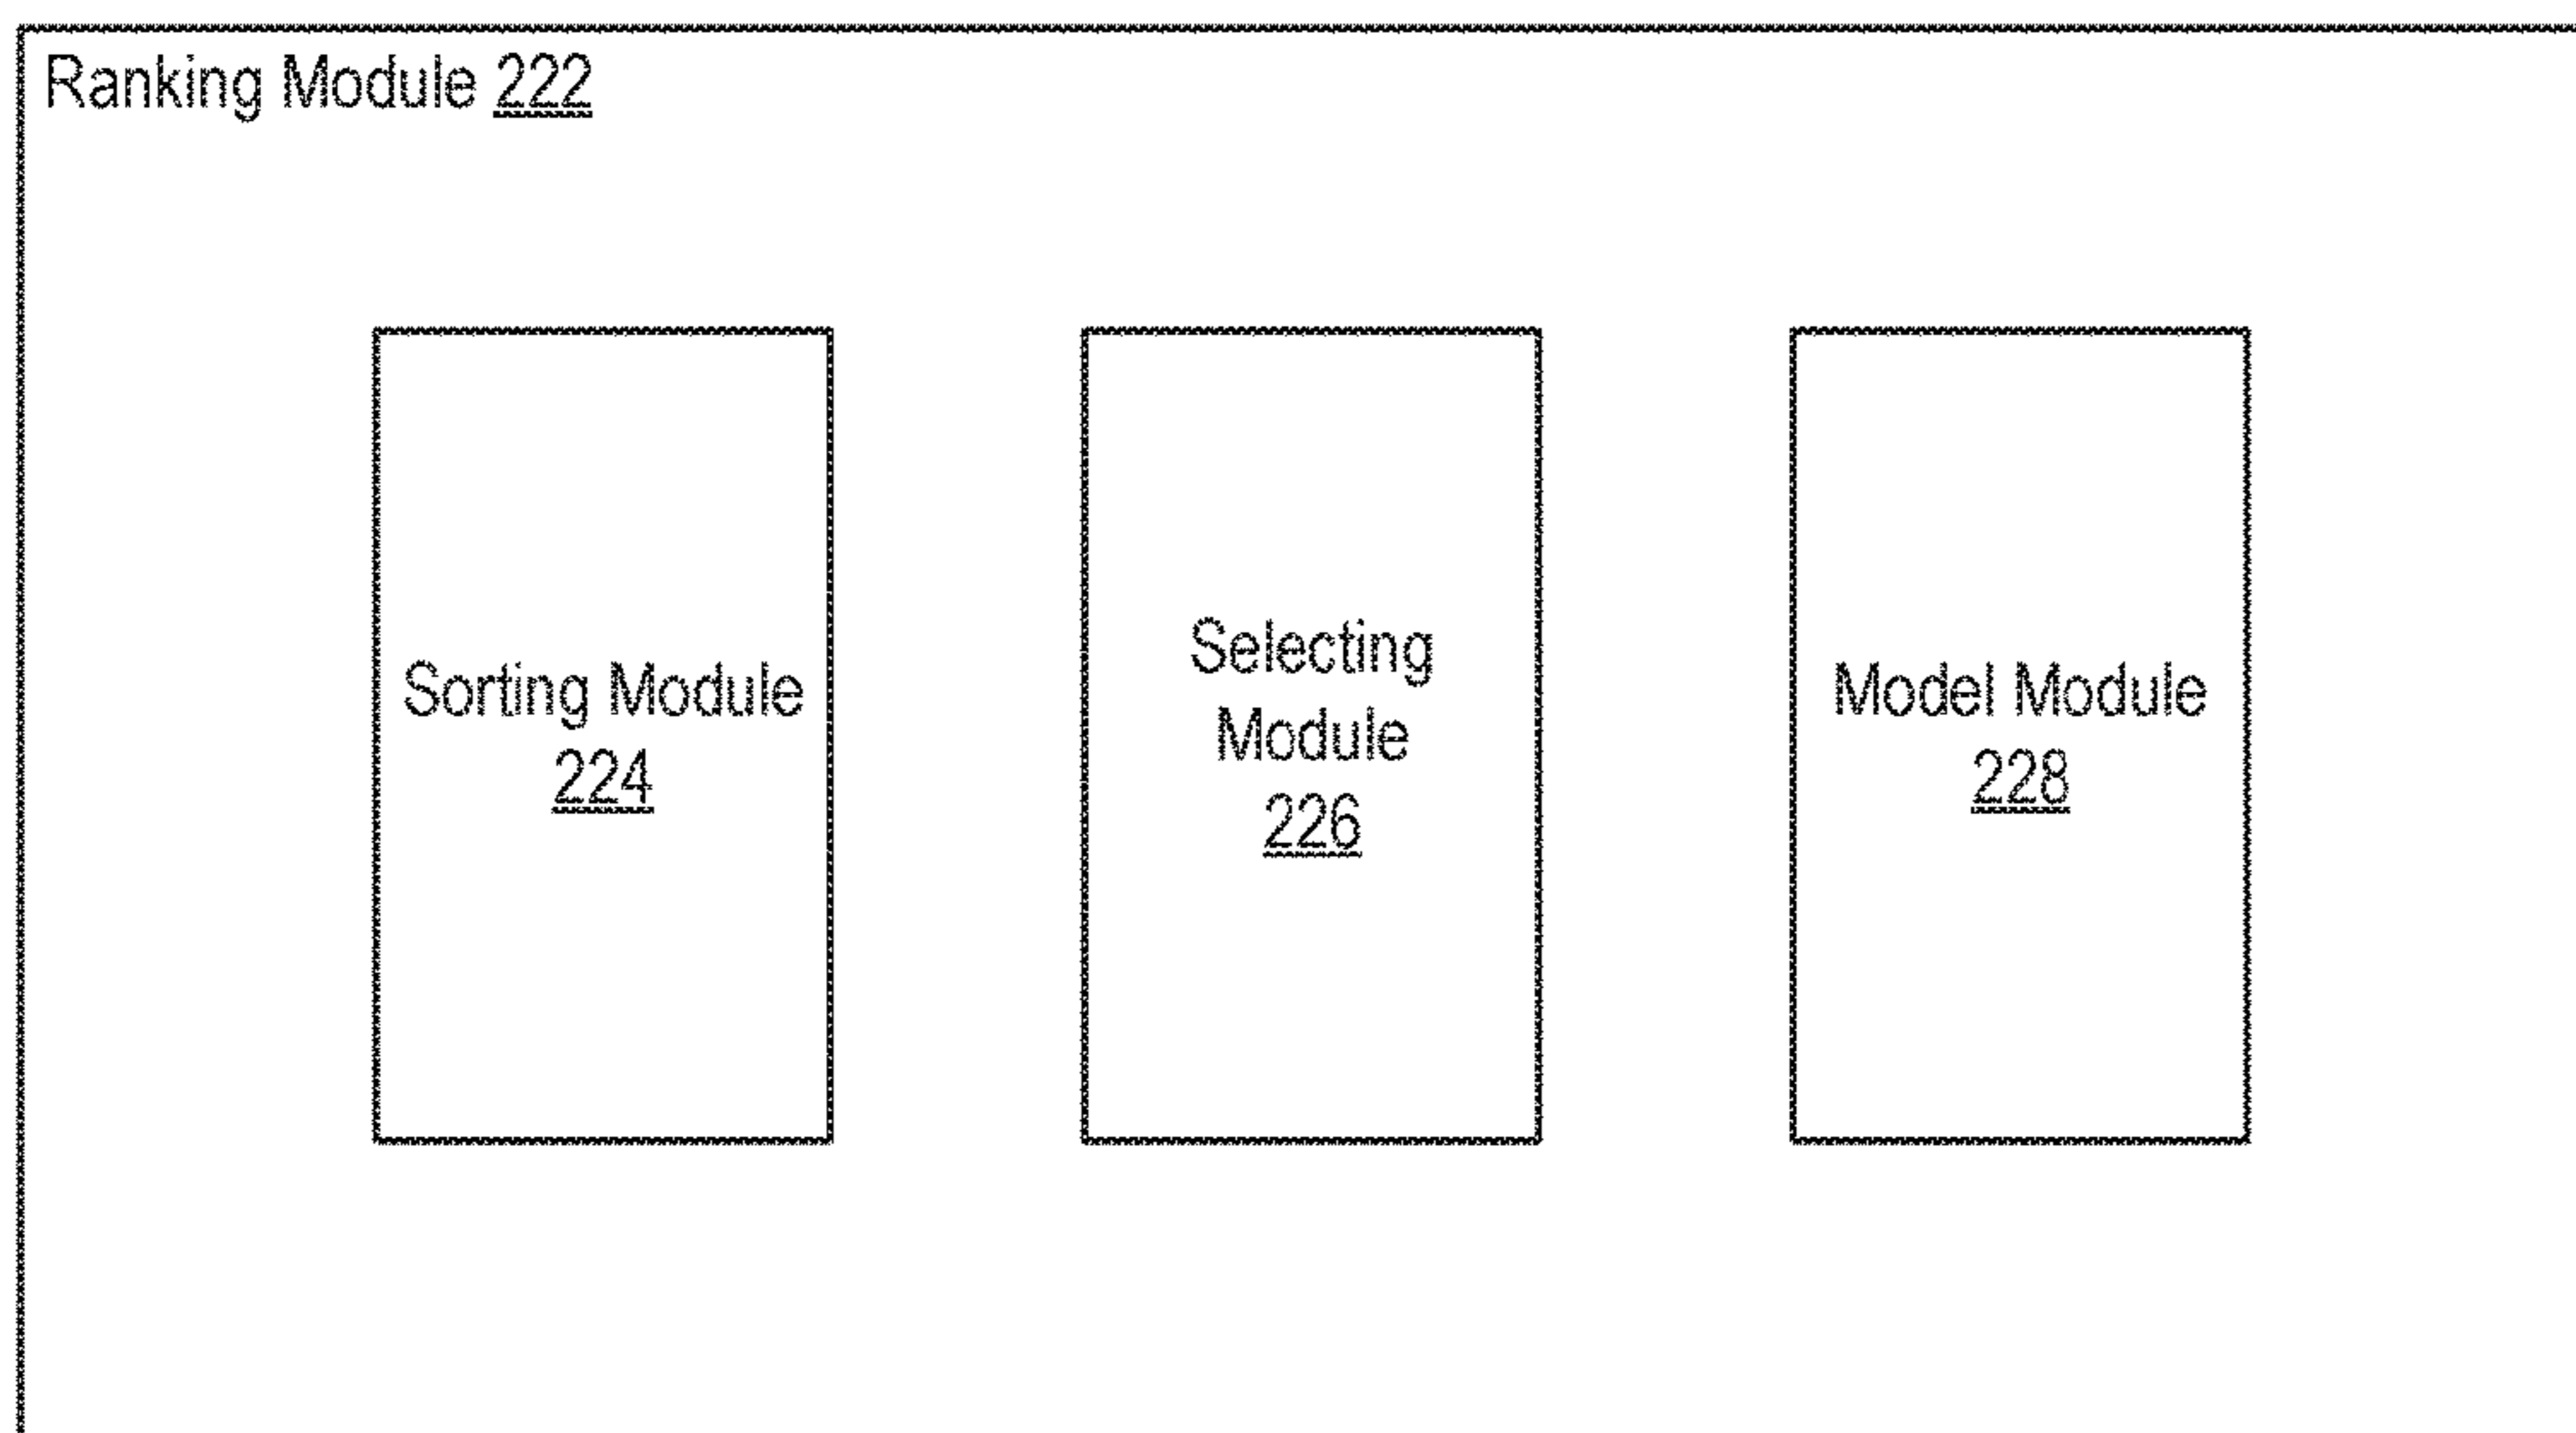 Ranking Module 222
Sorting Module
224
Selecting
Module
226
Model Module
228